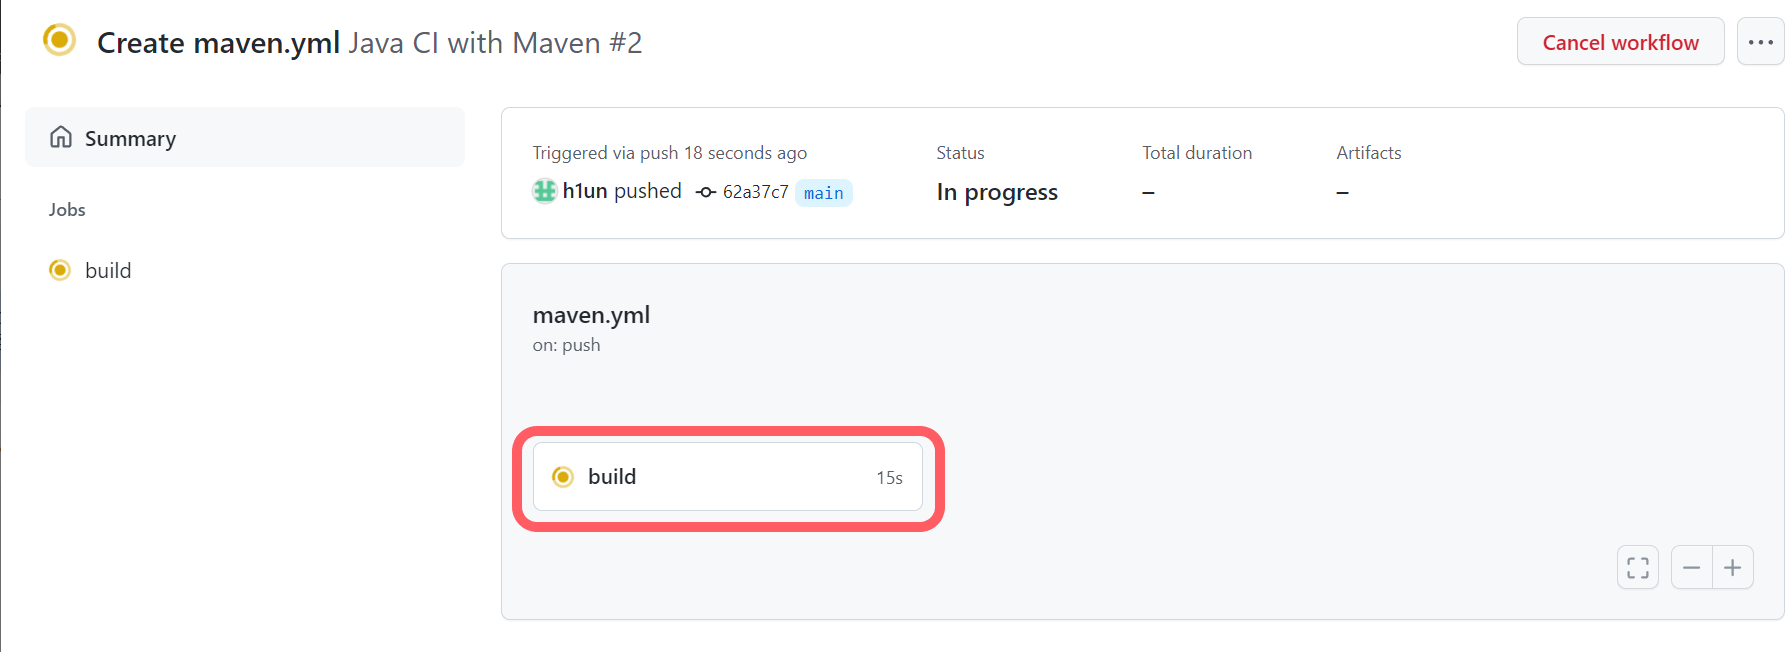 Create maven.yml Java CI with Maven #2
Cancel workflow
Summary
Jobs
build
Triggered via push 18 seconds ago
h1un pushed 62a37c7 main
Status
In progress
Total duration
–
Artifacts
–
maven.yml
on: push
build 15s